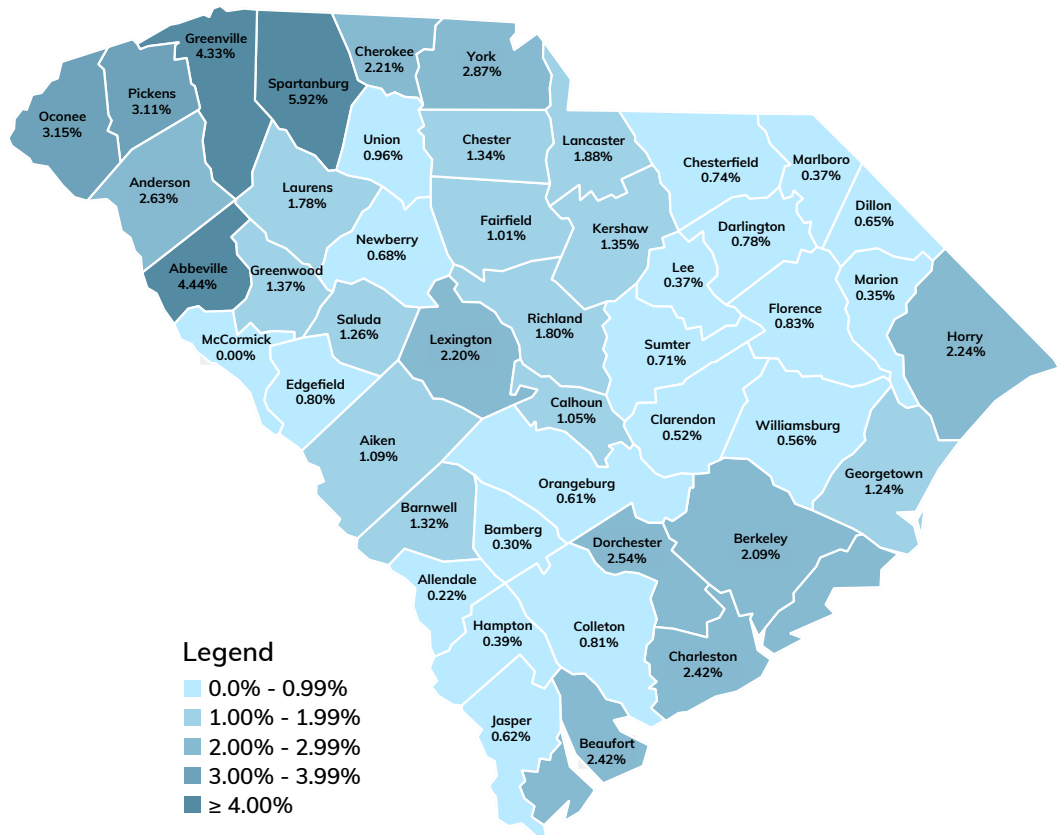 Greenville
4.33%
Cherokee
2.21%
York
2.87%
Spartanburg
5.92%
Pickens
3.11%
Oconee
3.15%
Union
0.96%
Chester
1.34%
Lancaster
1.88%
Chesterfield
0.74%
Marlboro
0.37%
Anderson
2.63%
Laurens
1.78%
Dillon
0.65%
Fairfield
1.01%
Kershaw
1.35%
Darlington
0.78%
Newberry
0.68%
Abbeville
4.44%
Greenwood
1.37%
Lee
0.37%
Marion
0.35%
Florence
0.83%
Saluda
1.26%
Richland
1.80%
McCormick
0.00%
Lexington
2.20%
Sumter
0.71%
Horry
2.24%
Edgefield
0.80%
Calhoun
1.05%
Clarendon
0.52%
Williamsburg
0.56%
Aiken
1.09%
Georgetown
1.24%
Orangeburg
0.61%
Barnwell
1.32%
Bamberg
0.30%
Dorchester
2.54%
Berkeley
2.09%
Allendale
0.22%
Hampton
0.39%
Colleton
0.81%
Charleston
2.42%
Jasper
0.62%
Beaufort
2.42%
Legend
0.0% - 0.99%
1.00% - 1.99%
2.00% - 2.99%
3.00% - 3.99%
≥ 4.00%